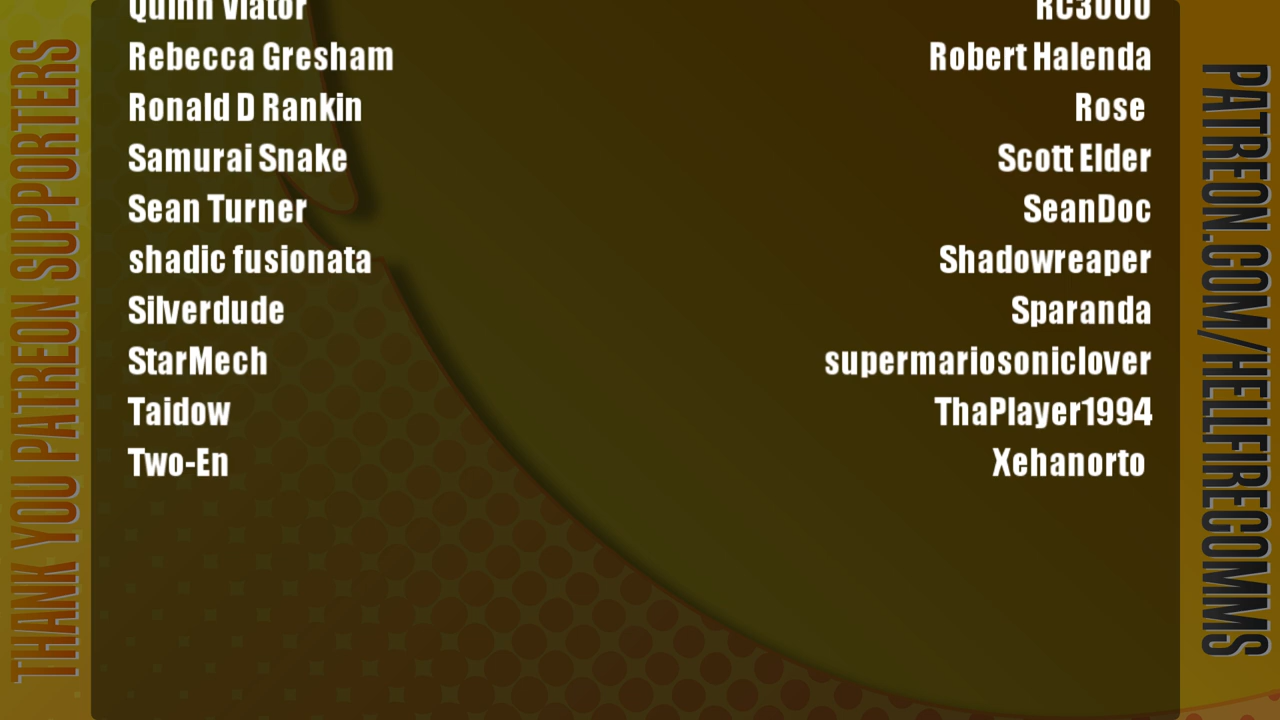 THANK YOU PATREON SUPPORTERS
Quinn Viator RC3000
Rebecca Gresham Robert Halenda
Ronald D Rankin Rose
Samurai Snake Scott Elder
Sean Turner SeanDoc
shadic fusionata Shadowreaper
Silverdude Sparanda
StarMech supermariosoniclover
Taidow ThaPlayer1994
Two-En Xehanorto
PATREON.COM/HELLFIRECOMMS